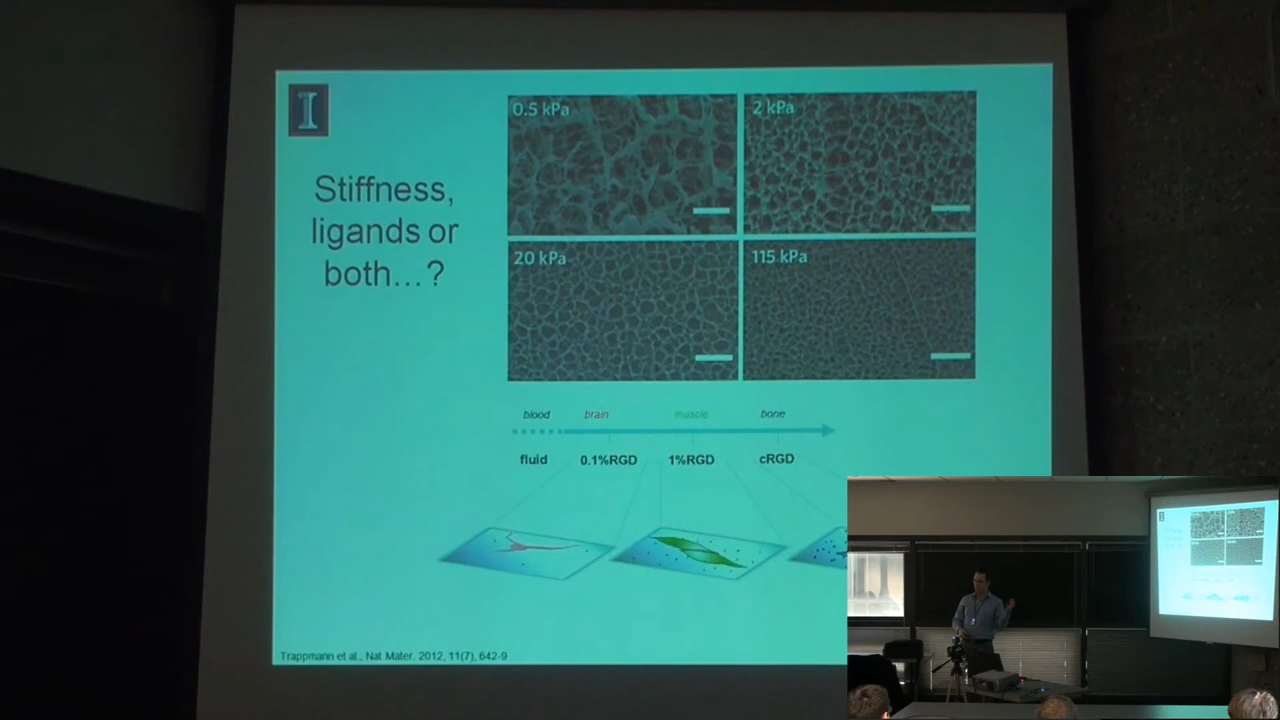 I
Stiffness,
ligands or
both…?
0.5 kPa
2 kPa
20 kPa
115 kPa
blood brain muscle bone
fluid 0.1%RGD 1%RGD cRGD
Trappmann et al., Nat Mater. 2012, 11(7), 642-9